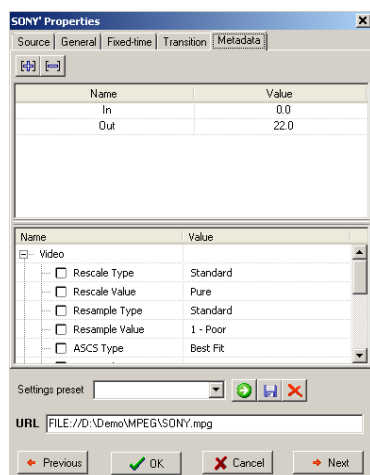 SONY' Properties
Source General Fixed-time Transition Metadata
Name Value
In 0.0
Out 22.0
Name Value
Video
Rescale Type Standard
Rescale Value Pure
Resample Type Standard
Resample Value 1 - Poor
ASCS Type Best Fit
Settings preset
URL FILE://D:\Demo\MPEG\SONY.mpg
Previous OK Cancel Next